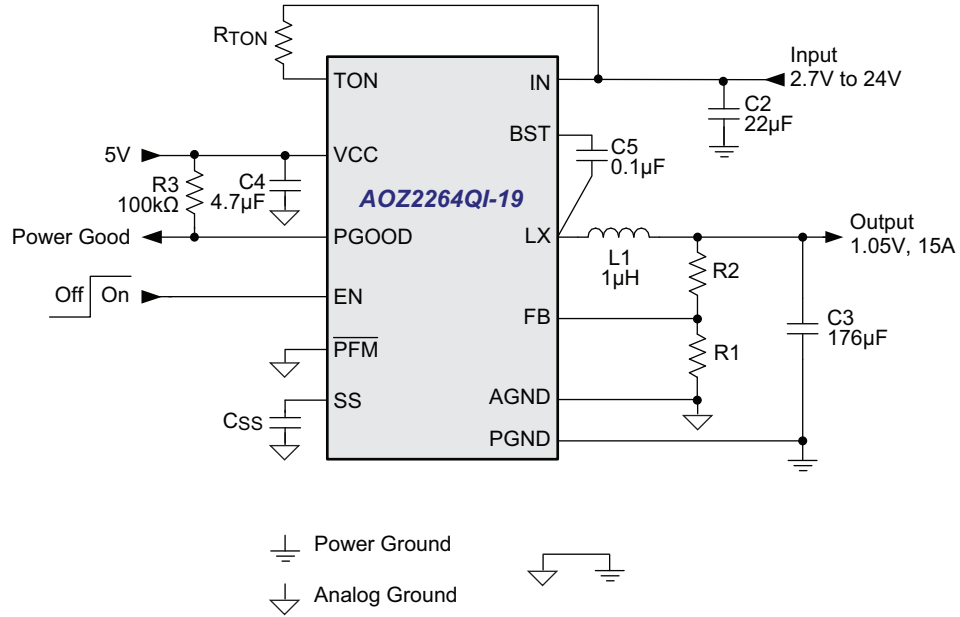 RTON
TON
IN
Input
2.7V to 24V
C2
22µF
BST
C5
0.1µF
5V
VCC
R3
100kΩ
C4
4.7µF
AOZ2264QI-19
Power Good
PGOOD
LX
L1
1µH
Output
1.05V, 15A
R2
Off
On
EN
FB
C3
176µF
R1
PFM
SS
CSS
AGND
PGND
Power Ground
Analog Ground